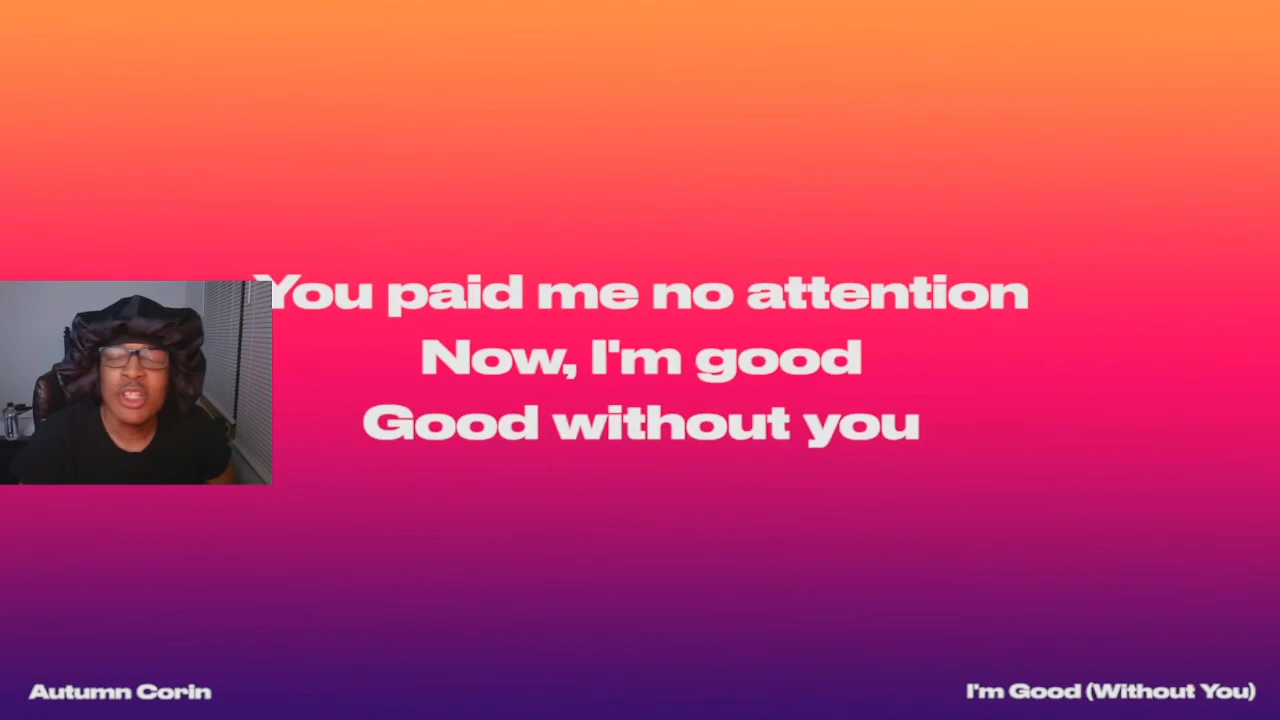 You paid me no attention
Now, I'm good
Good without you
Autumn Corin
I'm Good (Without You)